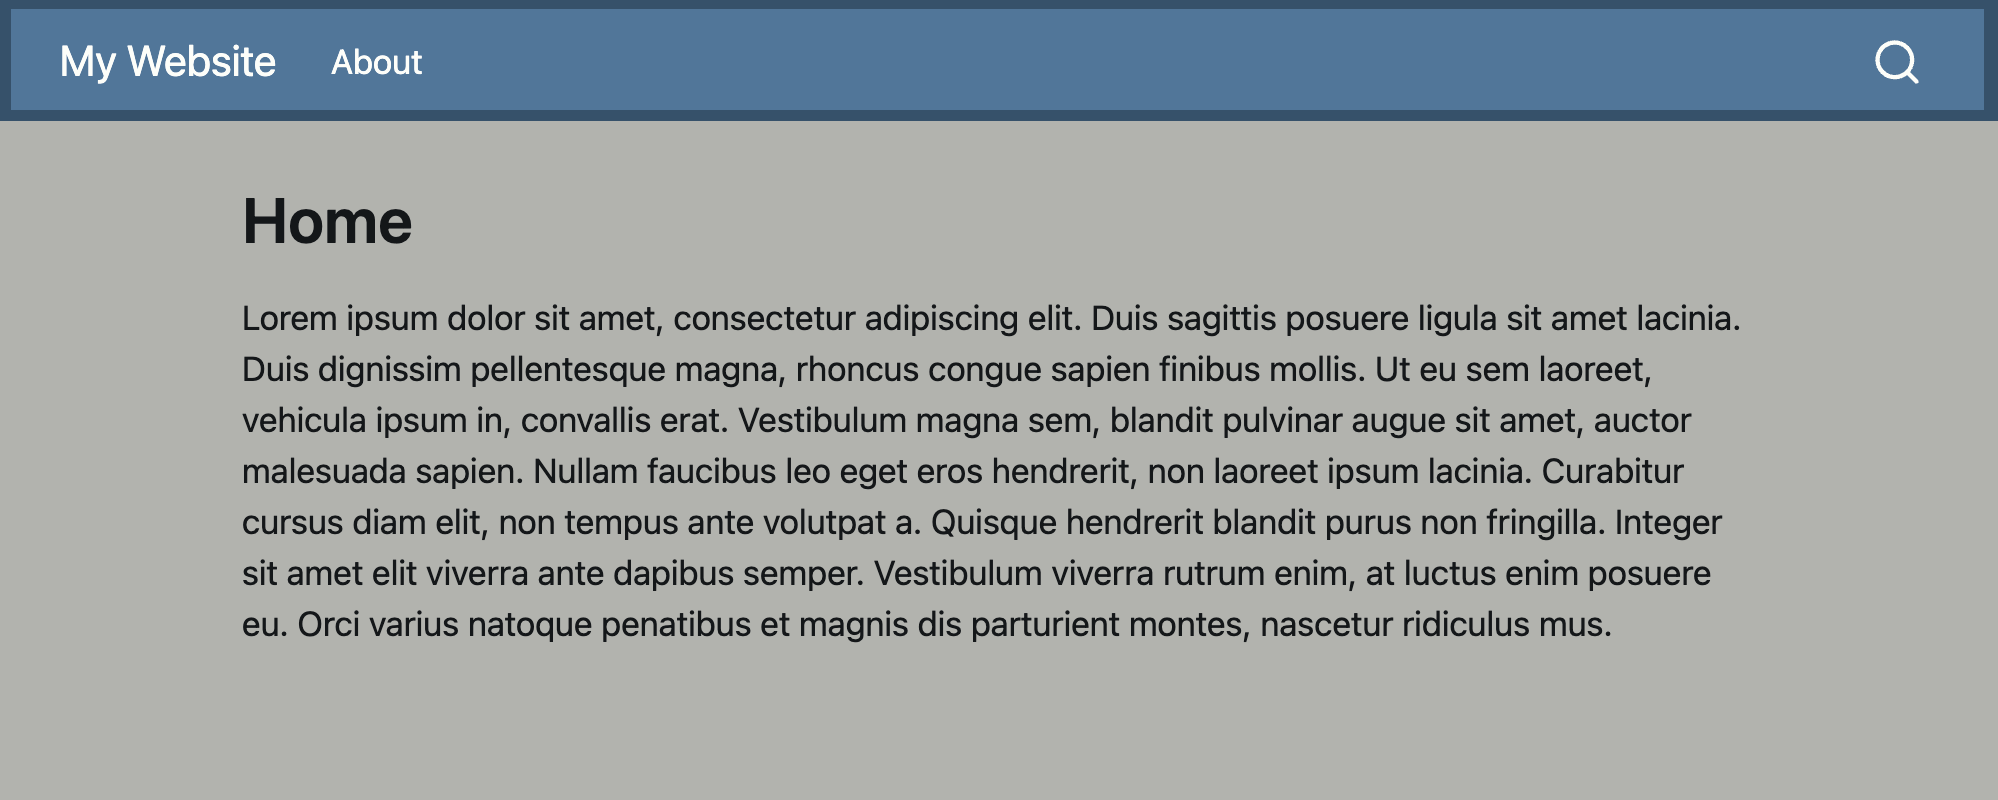 My Website About
Home
Lorem ipsum dolor sit amet, consectetur adipiscing elit. Duis sagittis posuere ligula sit amet lacinia.
Duis dignissim pellentesque magna, rhoncus congue sapien finibus mollis. Ut eu sem laoreet,
vehicula ipsum in, convallis erat. Vestibulum magna sem, blandit pulvinar augue sit amet, auctor
malesuada sapien. Nullam faucibus leo eget eros hendrerit, non laoreet ipsum lacinia. Curabitur
cursus diam elit, non tempus ante volutpat a. Quisque hendrerit blandit purus non fringilla. Integer
sit amet elit viverra ante dapibus semper. Vestibulum viverra rutrum enim, at luctus enim posuere
eu. Orci varius natoque penatibus et magnis dis parturient montes, nascetur ridiculus mus.